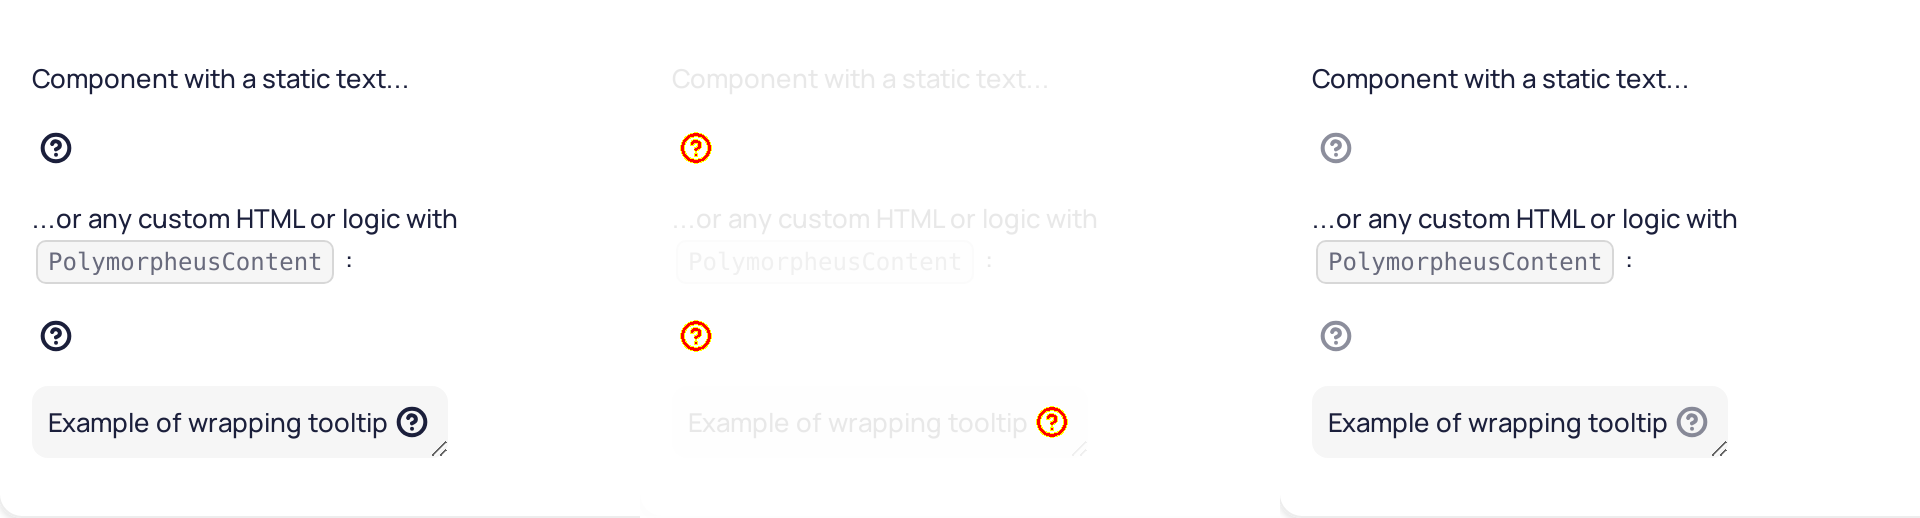 Component with a static text...
?
...or any custom HTML or logic with
PolymorpheusContent :
?
Example of wrapping tooltip ?
Component with a static text...
?
...or any custom HTML or logic with
PolymorpheusContent :
?
Example of wrapping tooltip ?
Component with a static text...
?
...or any custom HTML or logic with
PolymorpheusContent :
?
Example of wrapping tooltip ?